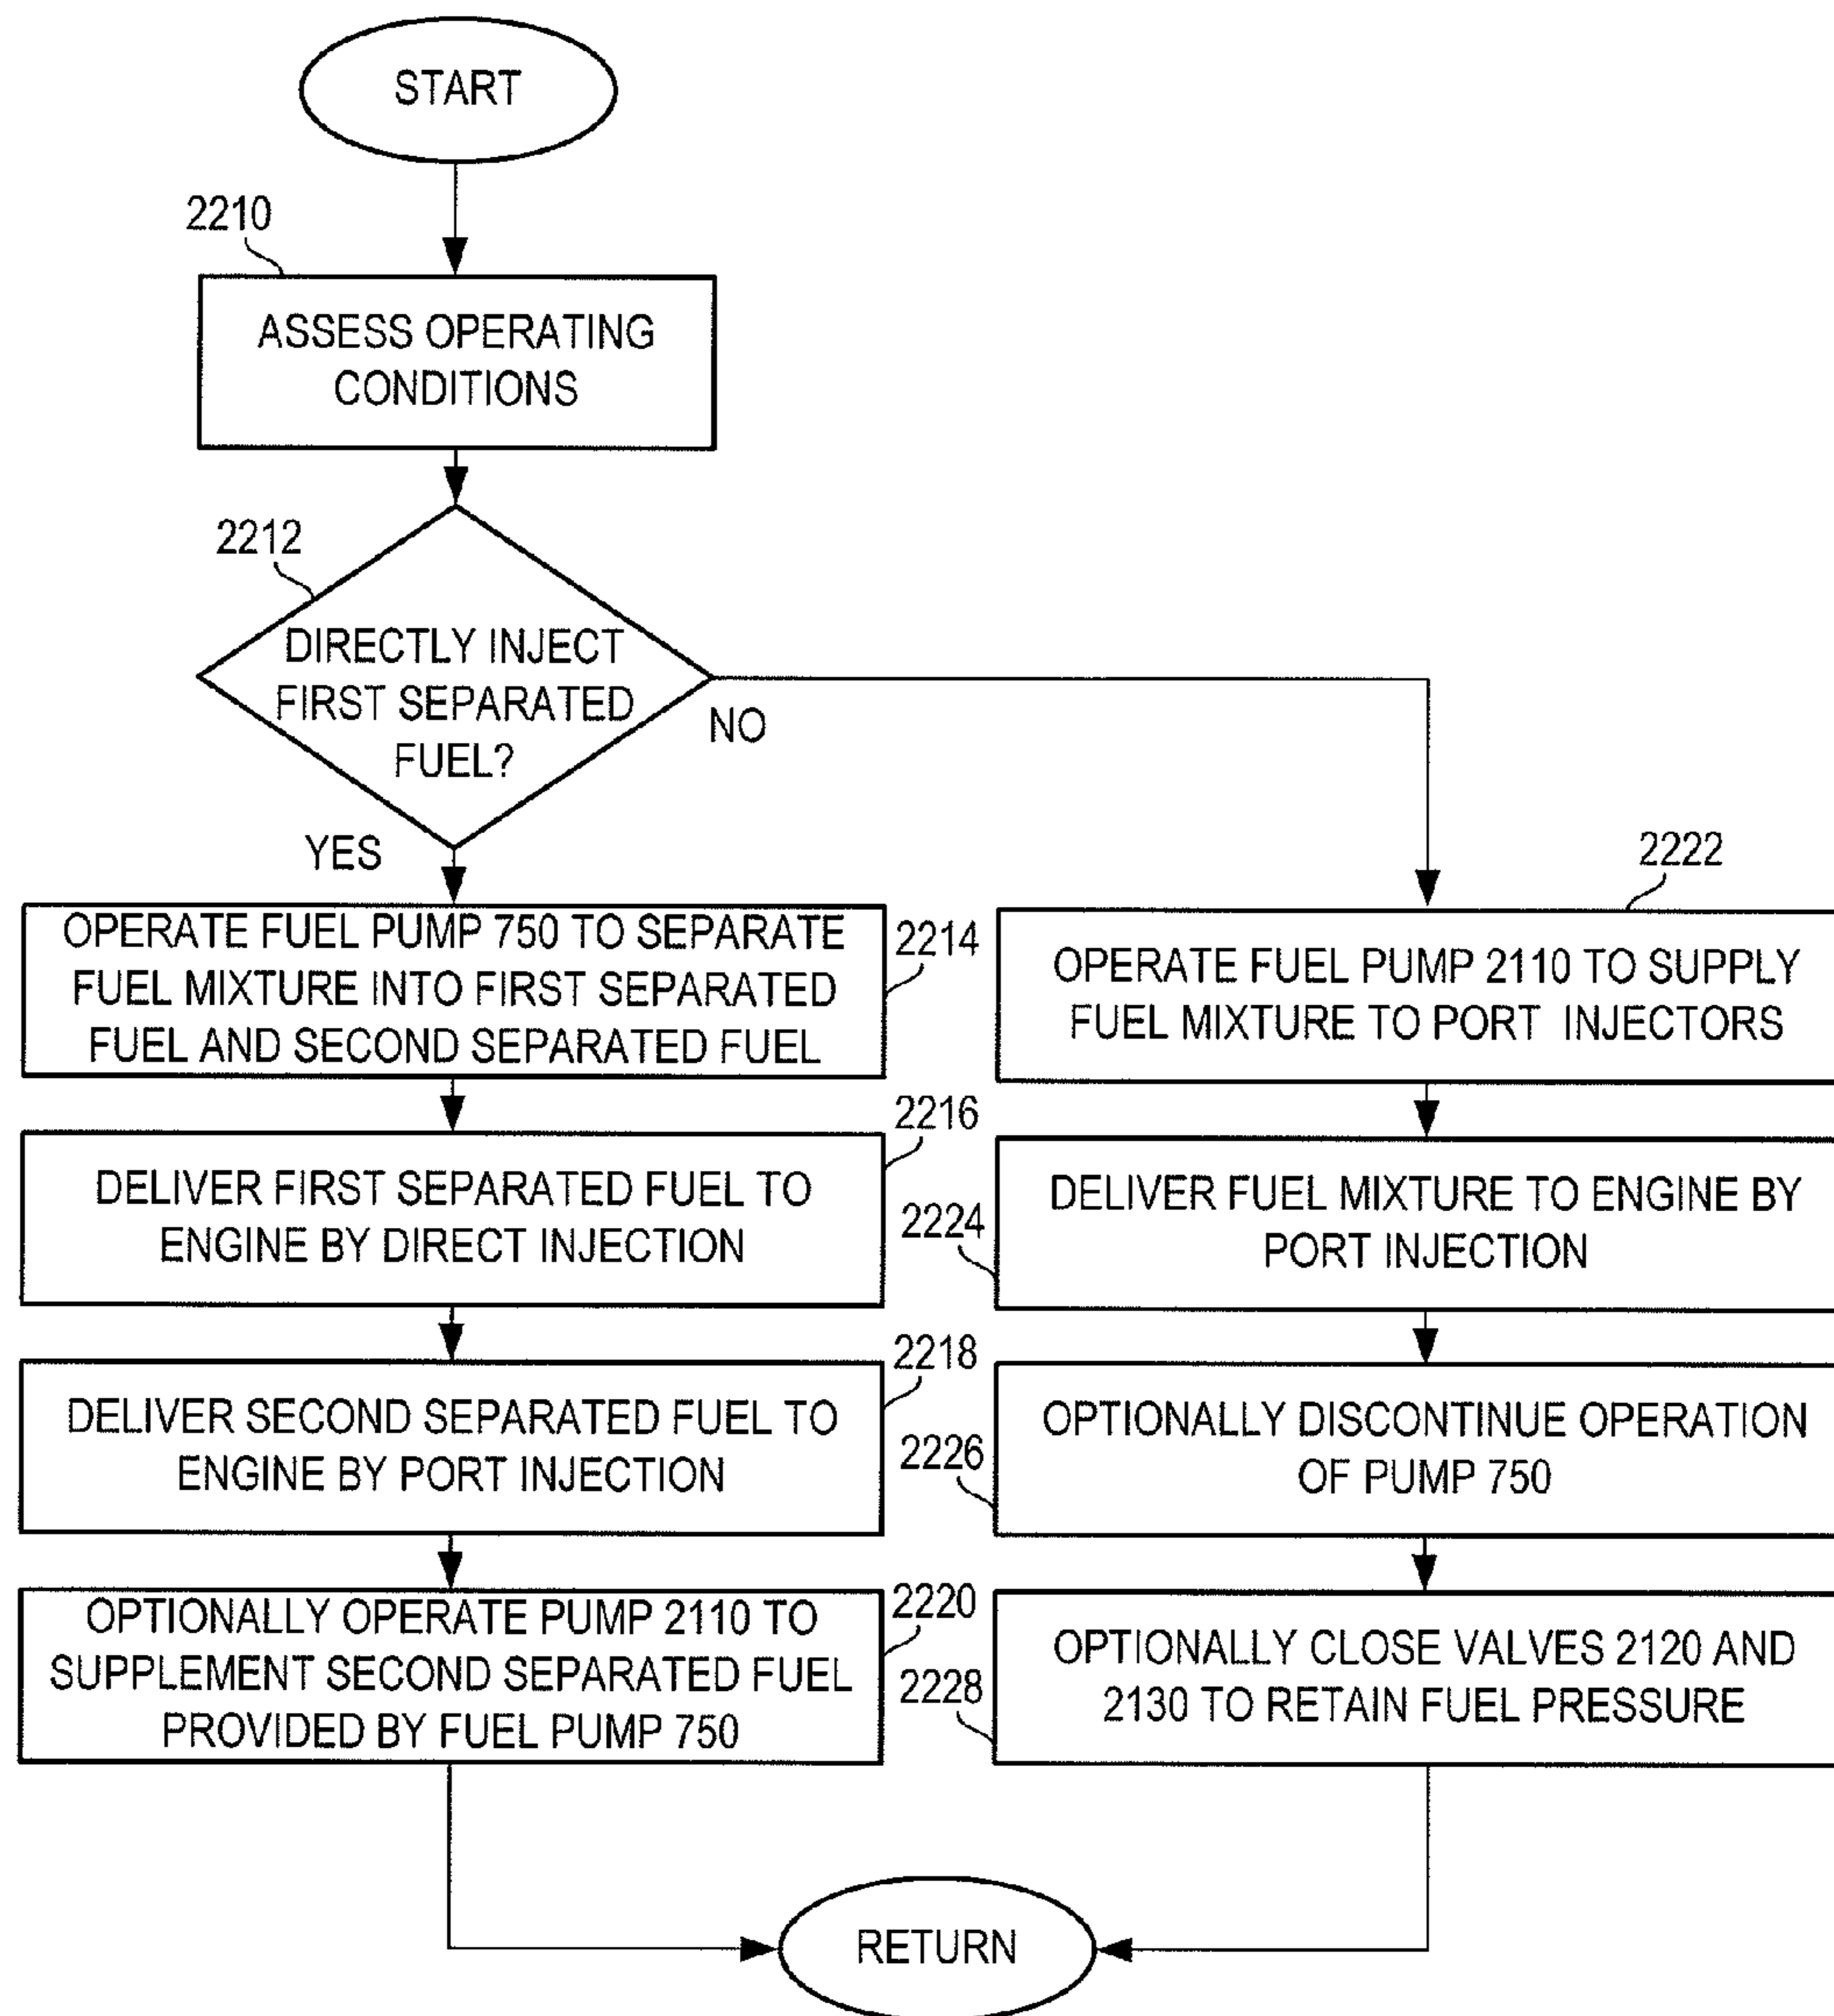 START
2210
ASSESS OPERATING
CONDITIONS
2212
DIRECTLY INJECT
FIRST SEPARATED
FUEL?
NO
YES
OPERATE FUEL PUMP 750 TO SEPARATE
FUEL MIXTURE INTO FIRST SEPARATED
FUEL AND SECOND SEPARATED FUEL
2214
DELIVER FIRST SEPARATED FUEL TO
ENGINE BY DIRECT INJECTION
2216
DELIVER SECOND SEPARATED FUEL TO
ENGINE BY PORT INJECTION
2218
OPTIONALLY OPERATE PUMP 2110 TO
SUPPLEMENT SECOND SEPARATED FUEL
PROVIDED BY FUEL PUMP 750
2220
2222
OPERATE FUEL PUMP 2110 TO SUPPLY
FUEL MIXTURE TO PORT INJECTORS
2224
DELIVER FUEL MIXTURE TO ENGINE BY
PORT INJECTION
2226
OPTIONALLY DISCONTINUE OPERATION
OF PUMP 750
2228
OPTIONALLY CLOSE VALVES 2120 AND
2130 TO RETAIN FUEL PRESSURE
RETURN